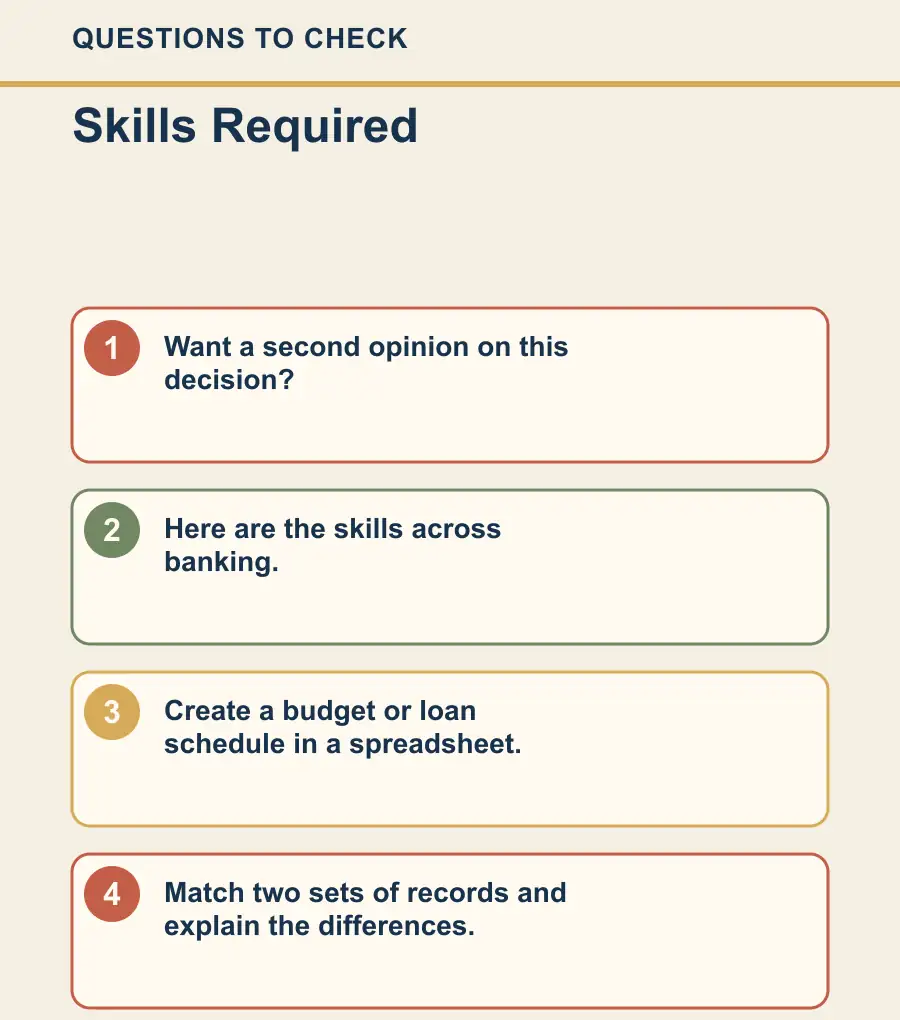 QUESTIONS TO CHECK
Skills Required
1
Want a second opinion on this
decision?
2
Here are the skills across
banking.
3
Create a budget or loan
schedule in a spreadsheet.
4
Match two sets of records and
explain the differences.